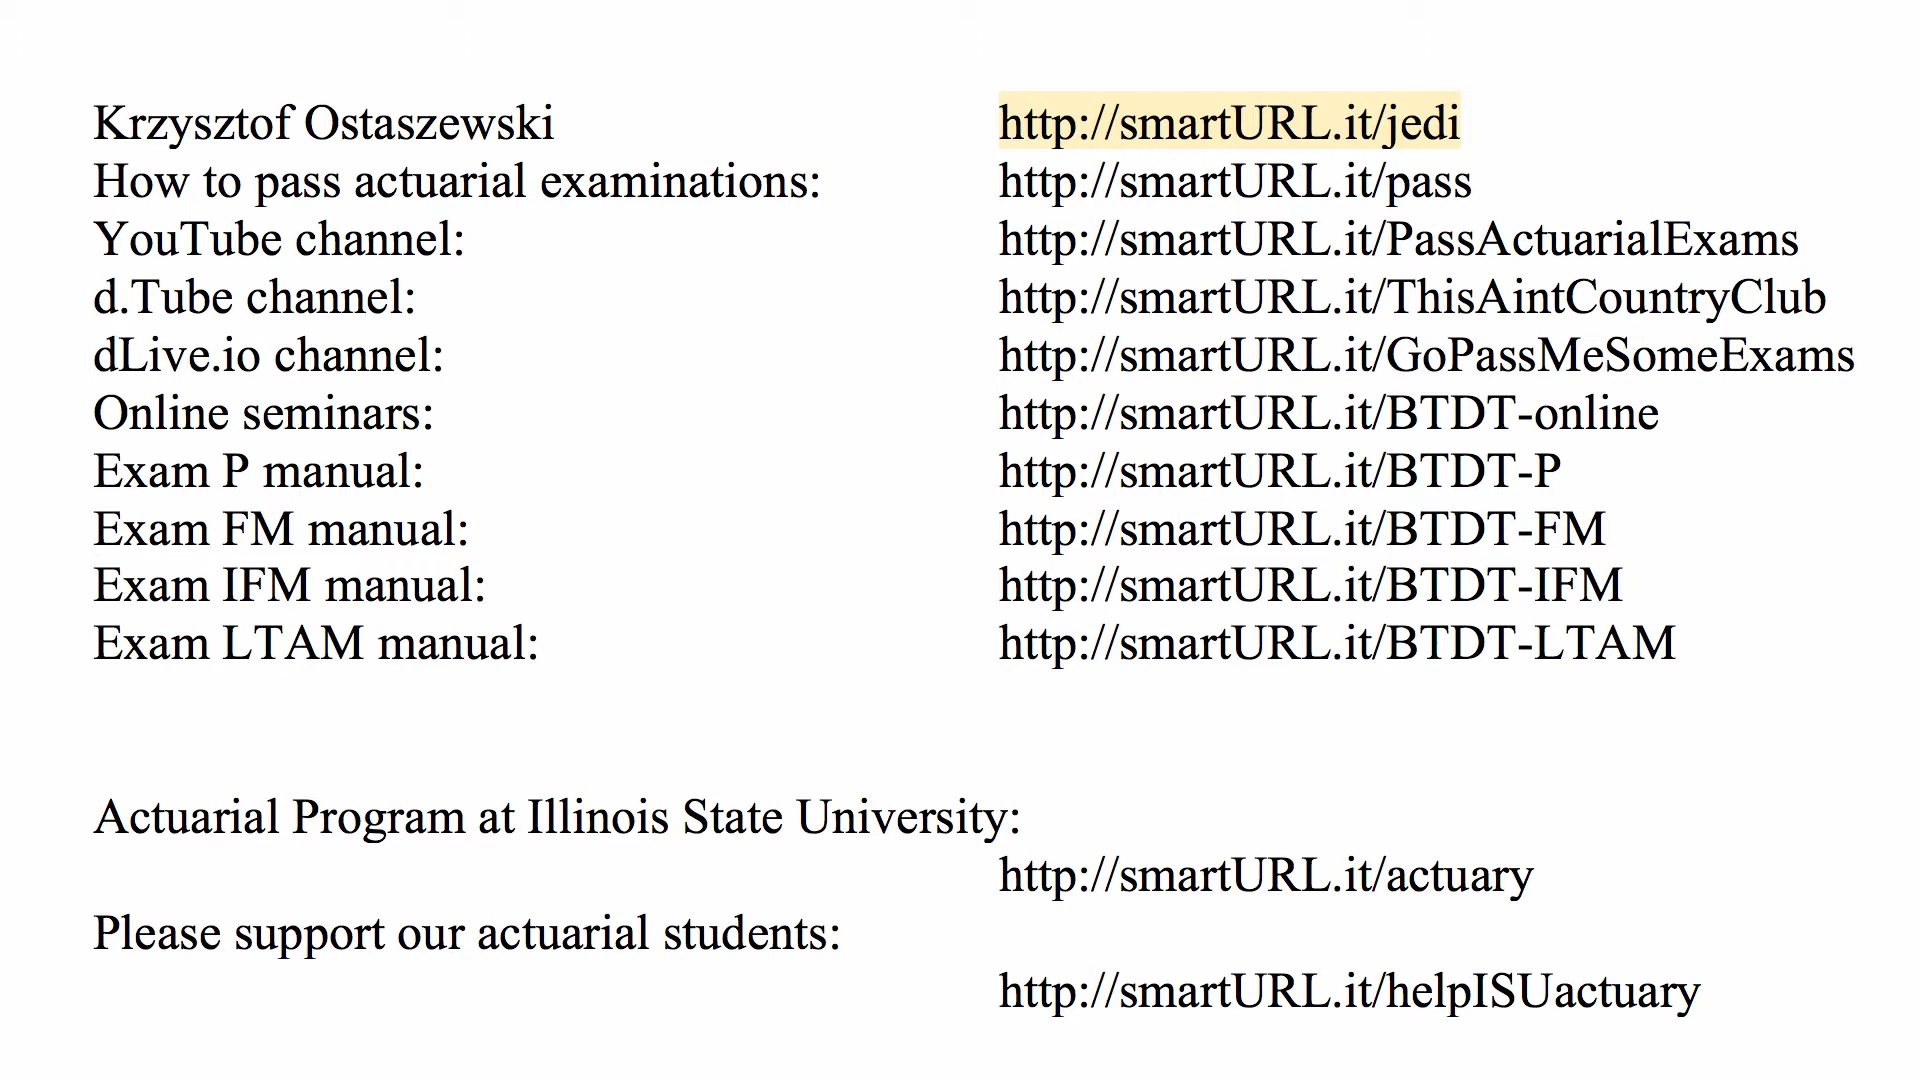 Krzysztof Ostaszewski http://smartURL.it/jedi
How to pass actuarial examinations: http://smartURL.it/pass
YouTube channel: http://smartURL.it/PassActuarialExams
d.Tube channel: http://smartURL.it/ThisAintCountryClub
dLive.io channel: http://smartURL.it/GoPassMeSomeExams
Online seminars: http://smartURL.it/BTDT-online
Exam P manual: http://smartURL.it/BTDT-P
Exam FM manual: http://smartURL.it/BTDT-FM
Exam IFM manual: http://smartURL.it/BTDT-IFM
Exam LTAM manual: http://smartURL.it/BTDT-LTAM
Actuarial Program at Illinois State University:
http://smartURL.it/actuary
Please support our actuarial students:
http://smartURL.it/helpISUactuary